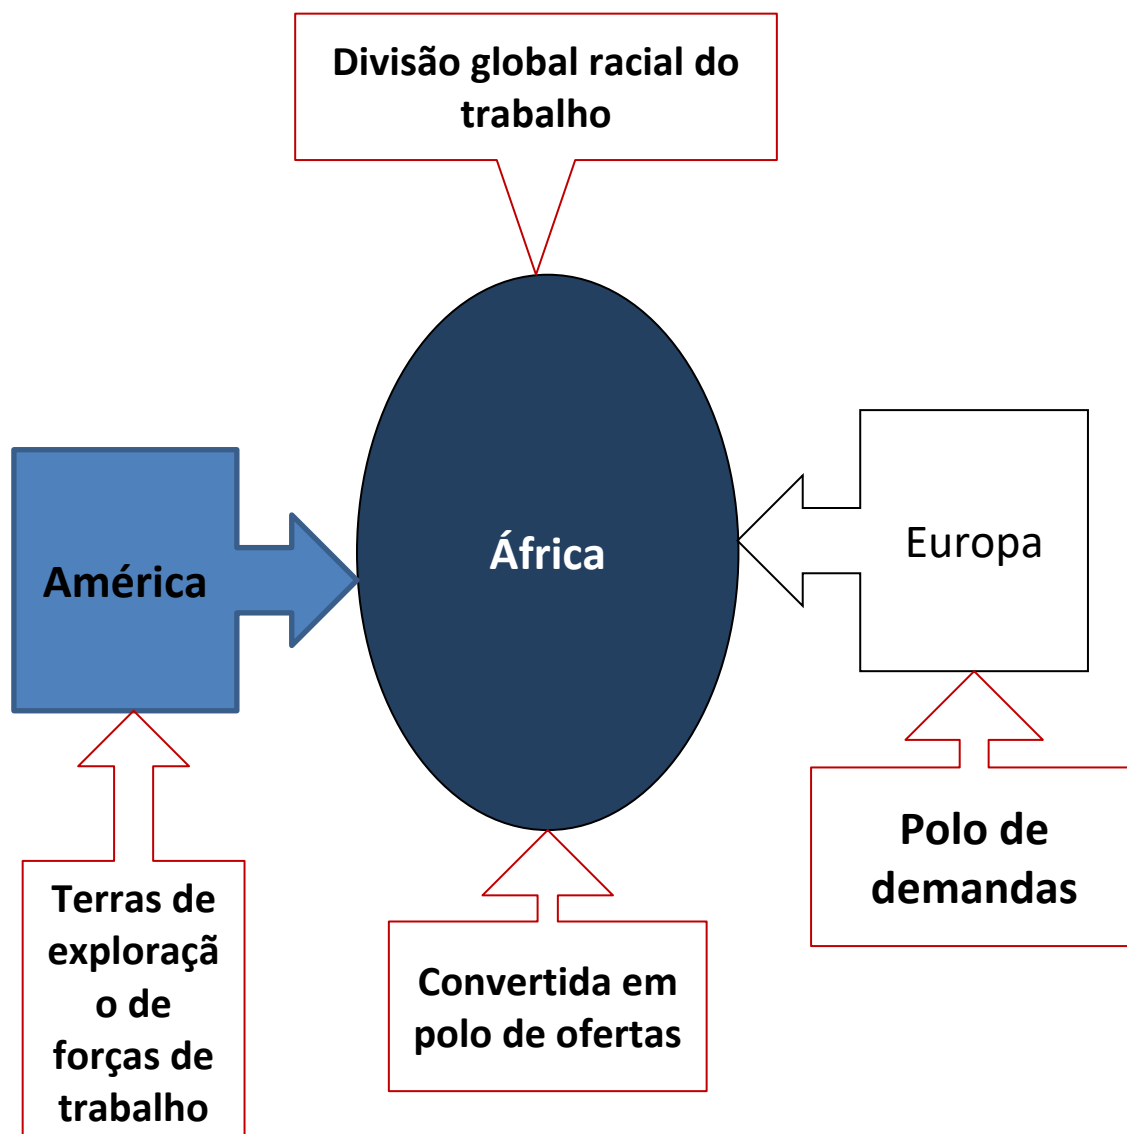 Divisão global racial do
trabalho
América
África
Europa
Terras de
exploraçã
o de
forças de
trabalho
Convertida em
polo de ofertas
Polo de
demandas